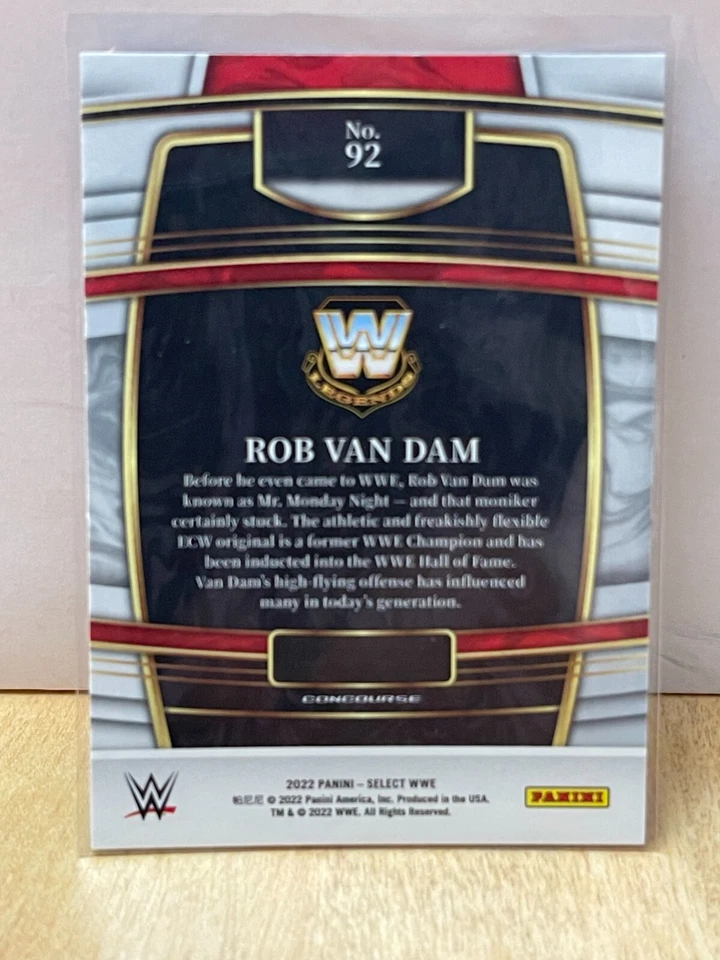 No.
92
W
LEGENDS
ROB VAN DAM
Before he even came to WWE, Rob Van Dam was
known as Mr. Monday Night — and that moniker
certainly stuck. The athletic and freakishly flexible
ECW original is a former WWE Champion and has
been inducted into the WWE Hall of Fame.
Van Dam's high-flying offense has influenced
many in today's generation.
CONCOURSE
W
2022 PANINI – SELECT WWE
帕尼尼 © 2022 Panini America, Inc. Produced in the USA.
TM & © 2022 WWE. All Rights Reserved.
PANINI